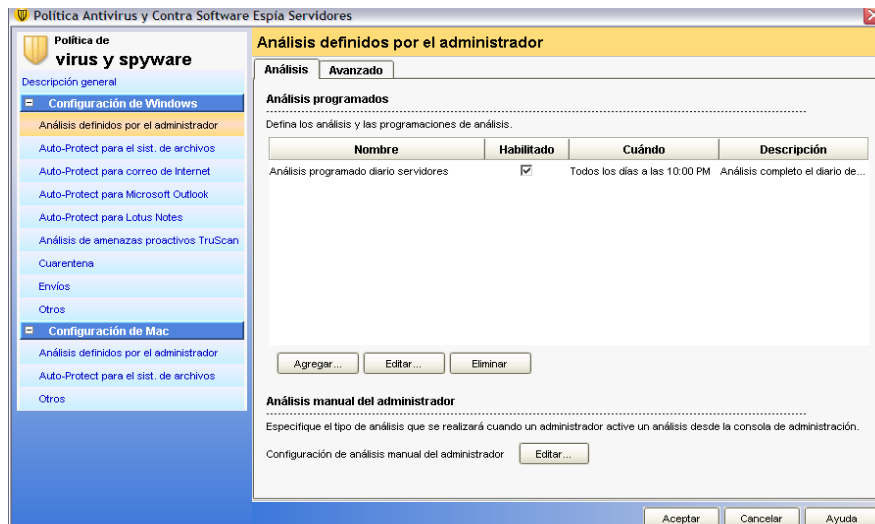 Política Antivirus y Contra Software Espía Servidores
Política de
virus y spyware
Descripción general
Configuración de Windows
Análisis definidos por el administrador
Auto-Protect para el sist. de archivos
Auto-Protect para correo de Internet
Auto-Protect para Microsoft Outlook
Auto-Protect para Lotus Notes
Análisis de amenazas proactivos TruScan
Cuarentena
Envíos
Otros
Configuración de Mac
Análisis definidos por el administrador
Auto-Protect para el sist. de archivos
Otros
Análisis definidos por el administrador
Análisis Avanzado
Análisis programados
Defina los análisis y las programaciones de análisis.
Nombre Habilitado Cuándo Descripción
Análisis programado diario servidores Todos los días a las 10:00 PM Análisis completo el diario de...
Agregar... Editar... Eliminar
Análisis manual del administrador
Especifique el tipo de análisis que se realizará cuando un administrador active un análisis desde la consola de administración.
Configuración de análisis manual del administrador Editar...
Aceptar Cancelar Ayuda